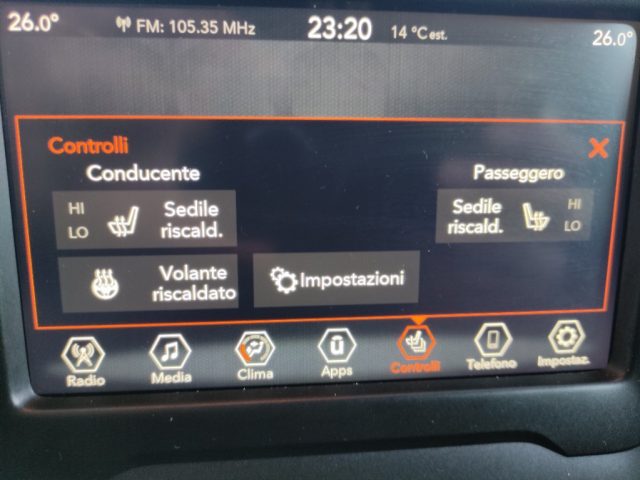 26.0° FM: 105.35 MHz 23:20 14 °C est. 26.0°
Controlli
Conducente Passeggero
HI
LO
Sedile
riscald.
Sedile
riscald.
HI
LO
Volante
riscaldato
Impostazioni
Radio Media Clima Apps Controlli Telefono Impostaz.